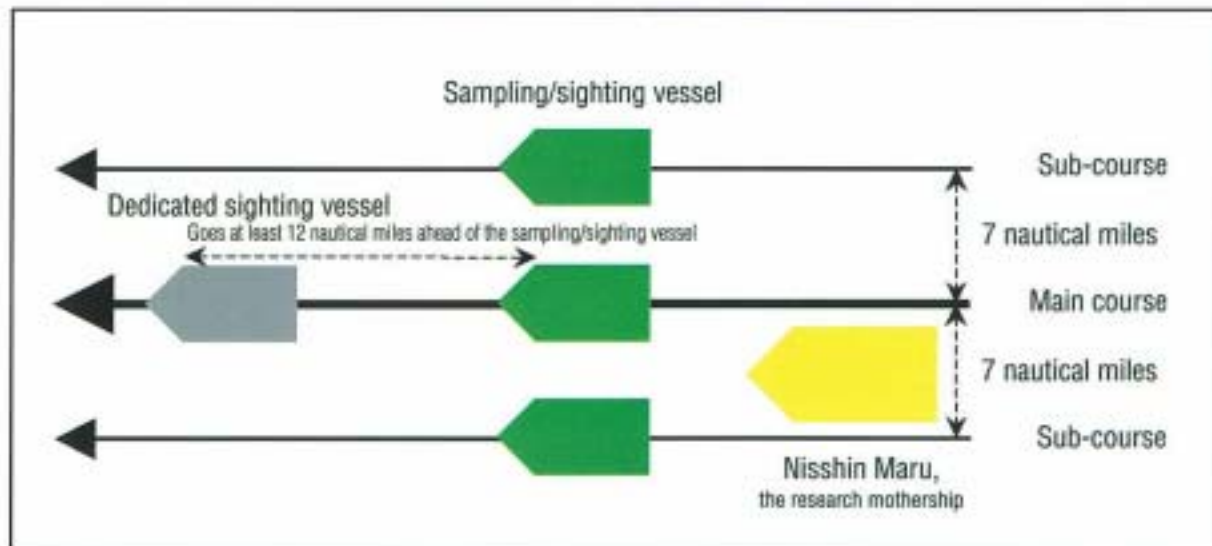 Sampling/sighting vessel
Sub-course
Dedicated sighting vessel
Goes at least 12 nautical miles ahead of the sampling/sighting vessel
7 nautical miles
Main course
7 nautical miles
Sub-course
Nisshin Maru,
the research mothership